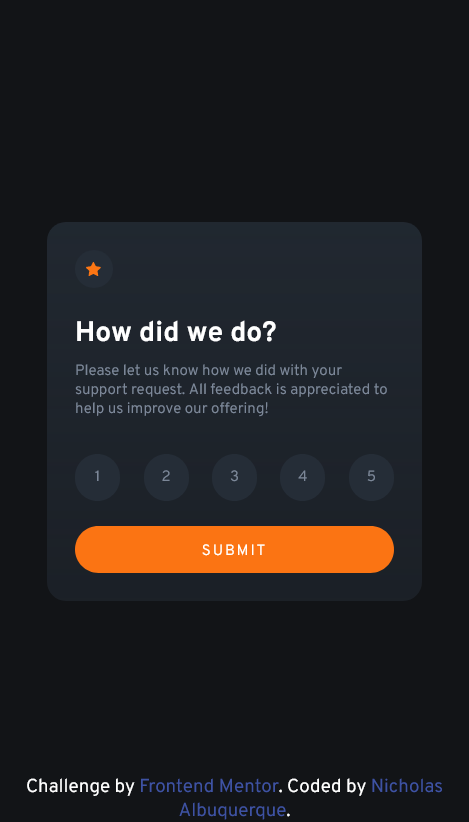 How did we do?
Please let us know how we did with your
support request. All feedback is appreciated to
help us improve our offering!
1 2 3 4 5
SUBMIT
Challenge by Frontend Mentor. Coded by Nicholas
Albuquerque.